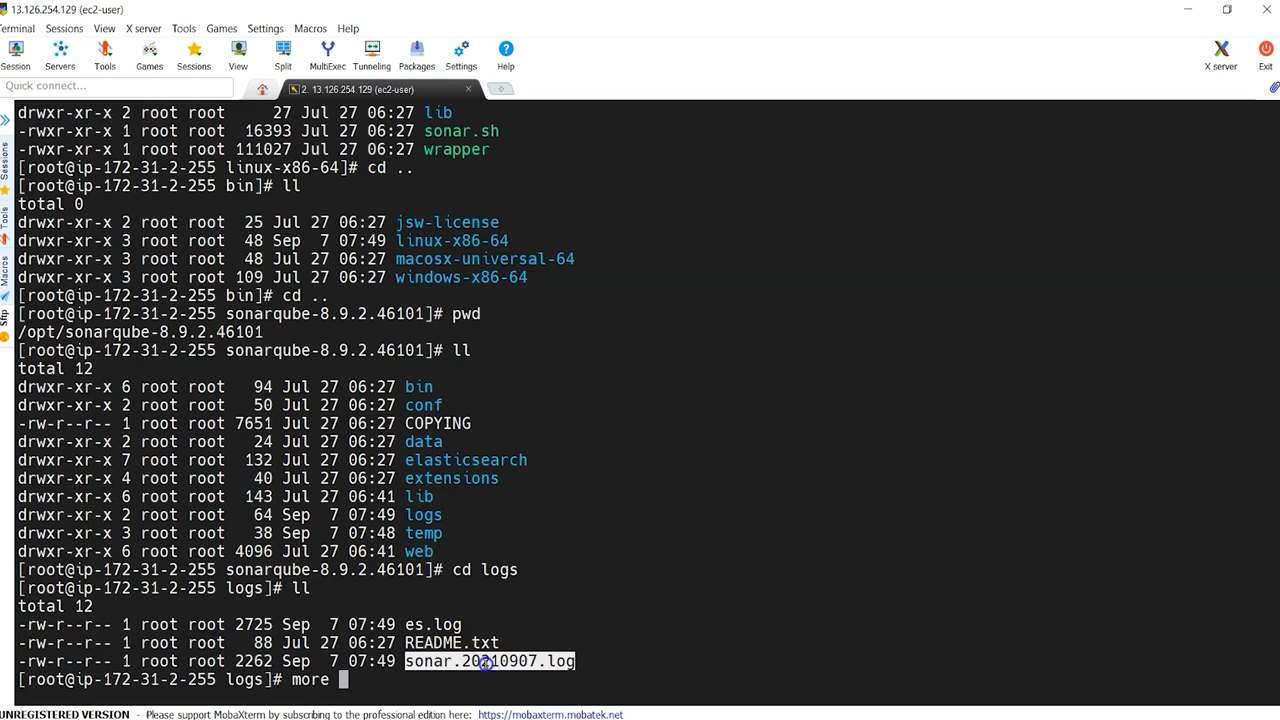 13.126.254.129 (ec2-user)
Terminal Sessions View X server Tools Games Settings Macros Help
Session Servers Tools Games Sessions View Split MultiExec Tunneling Packages Settings Help X server Exit
Quick connect...
2. 13.126.254.129 (ec2-user)
Sessions
Tools
Macros
Sftp
drwxr-xr-x 2 root root 27 Jul 27 06:27 lib
-rwxr-xr-x 1 root root 16393 Jul 27 06:27 sonar.sh
-rwxr-xr-x 1 root root 111027 Jul 27 06:27 wrapper
[root@ip-172-31-2-255 linux-x86-64]# cd ..
[root@ip-172-31-2-255 bin]# ll
total 0
drwxr-xr-x 2 root root 25 Jul 27 06:27 jsw-license
drwxr-xr-x 3 root root 48 Sep 7 07:49 linux-x86-64
drwxr-xr-x 3 root root 48 Jul 27 06:27 macosx-universal-64
drwxr-xr-x 3 root root 109 Jul 27 06:27 windows-x86-64
[root@ip-172-31-2-255 bin]# cd ..
[root@ip-172-31-2-255 sonarqube-8.9.2.46101]# pwd
/opt/sonarqube-8.9.2.46101
[root@ip-172-31-2-255 sonarqube-8.9.2.46101]# ll
total 12
drwxr-xr-x 6 root root 94 Jul 27 06:27 bin
drwxr-xr-x 2 root root 50 Jul 27 06:27 conf
-rw-r--r-- 1 root root 7651 Jul 27 06:27 COPYING
drwxr-xr-x 2 root root 24 Jul 27 06:27 data
drwxr-xr-x 7 root root 132 Jul 27 06:27 elasticsearch
drwxr-xr-x 4 root root 40 Jul 27 06:27 extensions
drwxr-xr-x 6 root root 143 Jul 27 06:41 lib
drwxr-xr-x 2 root root 64 Sep 7 07:49 logs
drwxr-xr-x 3 root root 38 Sep 7 07:48 temp
drwxr-xr-x 6 root root 4096 Jul 27 06:41 web
[root@ip-172-31-2-255 sonarqube-8.9.2.46101]# cd logs
[root@ip-172-31-2-255 logs]# ll
total 12
-rw-r--r-- 1 root root 2725 Sep 7 07:49 es.log
-rw-r--r-- 1 root root 88 Jul 27 06:27 README.txt
-rw-r--r-- 1 root root 2262 Sep 7 07:49 sonar.20210907.log
[root@ip-172-31-2-255 logs]# more
UNREGISTERED VERSION - Please support MobaXterm by subscribing to the professional edition here: https://mobaxterm.mobatek.net